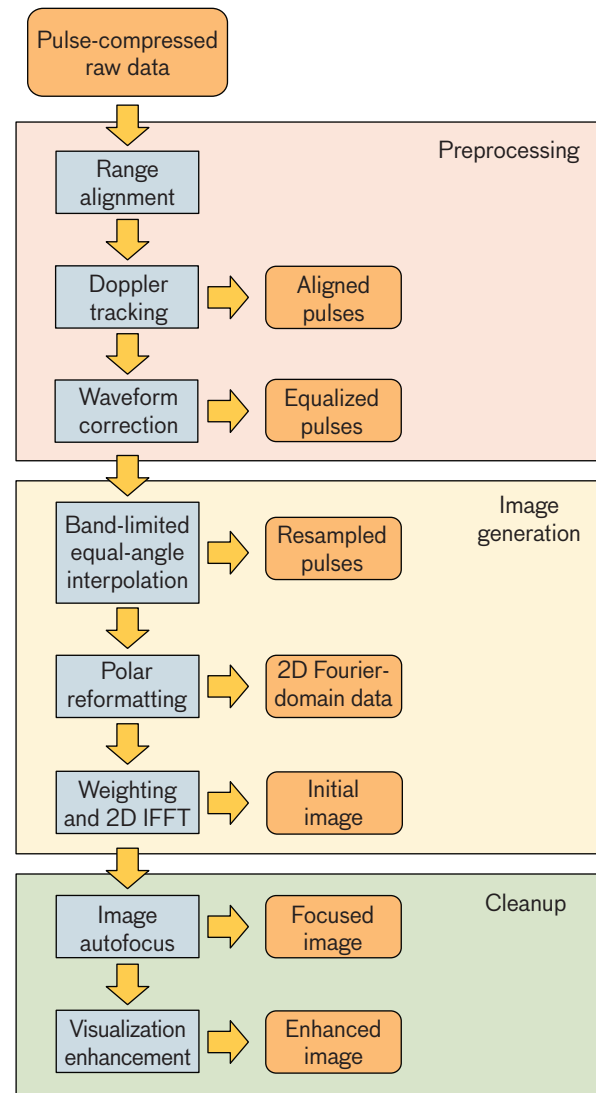 Pulse-compressed
raw data
Preprocessing
Range
alignment
Doppler
tracking
Aligned
pulses
Waveform
correction
Equalized
pulses
Image
generation
Band-limited
equal-angle
interpolation
Resampled
pulses
Polar
reformatting
2D Fourier-
domain data
Weighting
and 2D IFFT
Initial
image
Cleanup
Image
autofocus
Focused
image
Visualization
enhancement
Enhanced
image